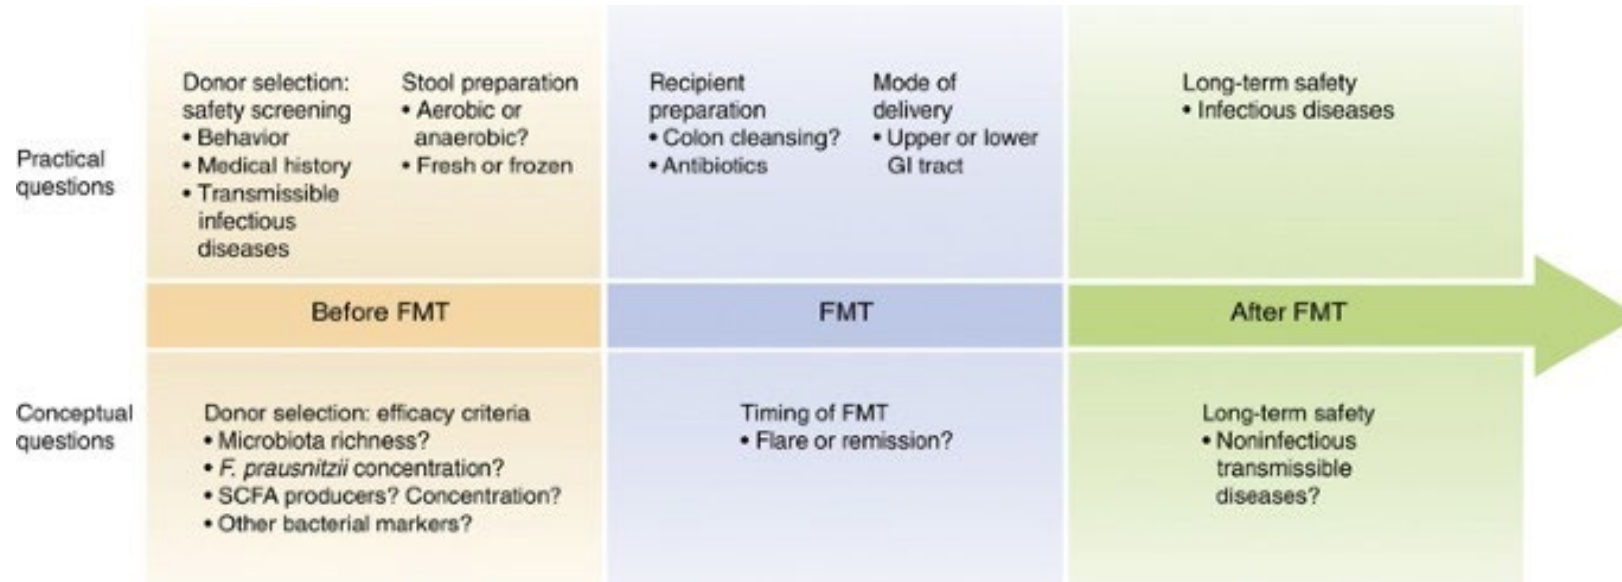 Practical
questions
Donor selection:
safety screening
• Behavior
• Medical history
• Transmissible
infectious
diseases
Stool preparation
• Aerobic or
anaerobic?
• Fresh or frozen
Recipient
preparation
• Colon cleansing?
• Antibiotics
Mode of
delivery
• Upper or lower
GI tract
Long-term safety
• Infectious diseases
Before FMT
FMT
After FMT
Conceptual
questions
Donor selection: efficacy criteria
• Microbiota richness?
• F. prausnitzii concentration?
• SCFA producers? Concentration?
• Other bacterial markers?
Timing of FMT
• Flare or remission?
Long-term safety
• Noninfectious
transmissible
diseases?